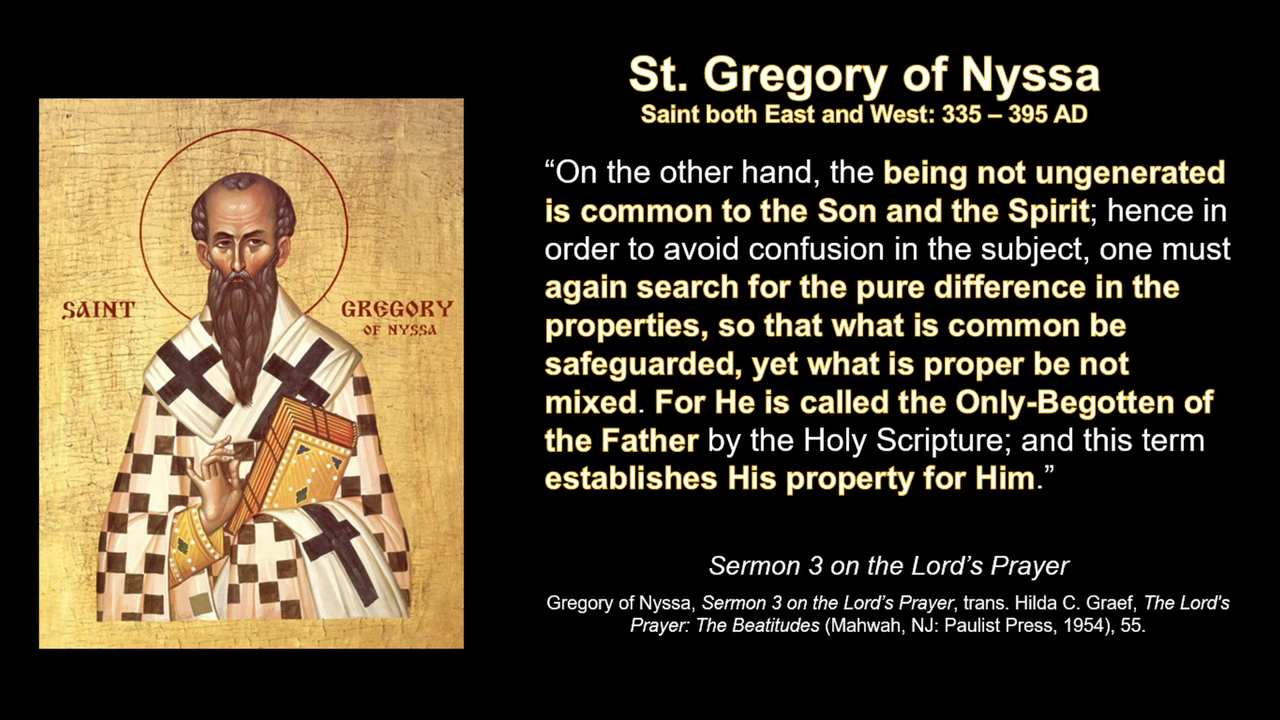 SAINT
GREGORY
OF NYSSA
St. Gregory of Nyssa
Saint both East and West: 335 – 395 AD
“On the other hand, the being not ungenerated
is common to the Son and the Spirit; hence in
order to avoid confusion in the subject, one must
again search for the pure difference in the
properties, so that what is common be
safeguarded, yet what is proper be not
mixed. For He is called the Only-Begotten of
the Father by the Holy Scripture; and this term
establishes His property for Him.”
Sermon 3 on the Lord’s Prayer
Gregory of Nyssa, Sermon 3 on the Lord’s Prayer, trans. Hilda C. Graef, The Lord's
Prayer: The Beatitudes (Mahwah, NJ: Paulist Press, 1954), 55.